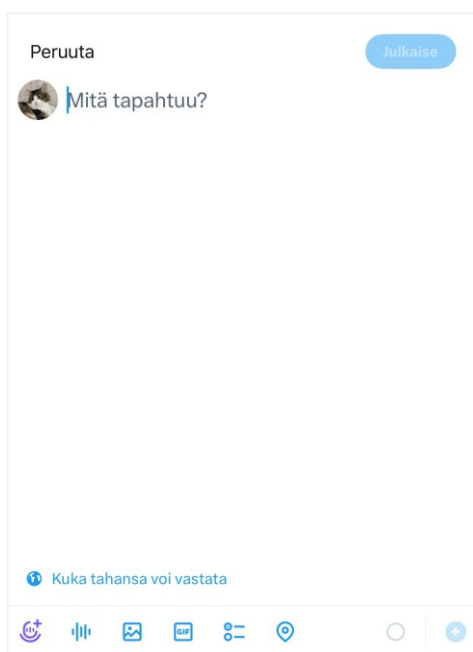 Peruuta
Julkaise
Mitä tapahtuu?
Kuka tahansa voi vastata
GIF